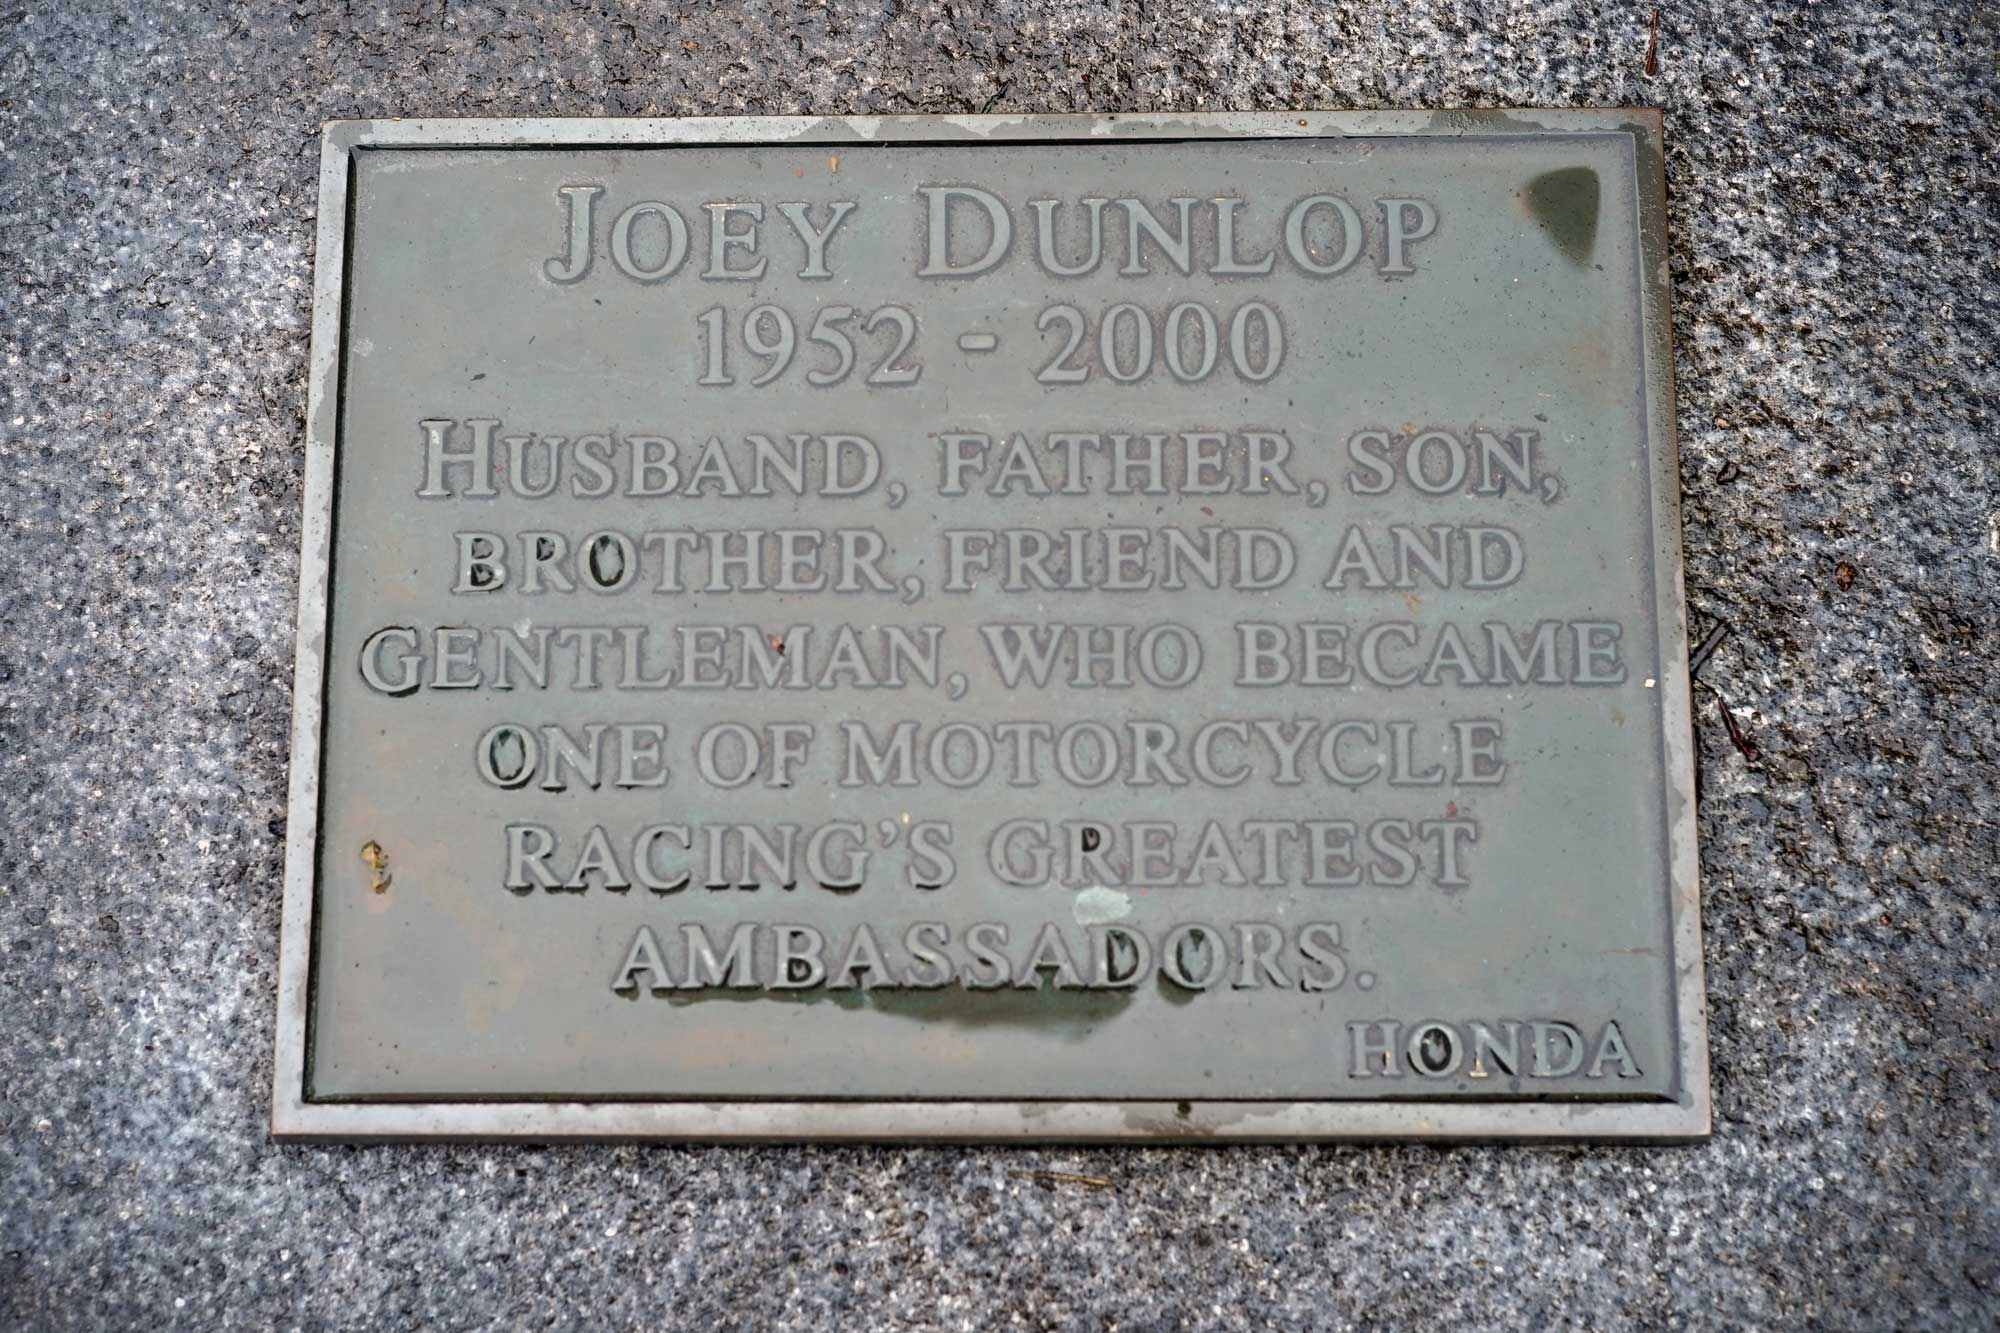 JOEY DUNLOP
1952 - 2000
HUSBAND, FATHER, SON,
BROTHER, FRIEND AND
GENTLEMAN, WHO BECAME
ONE OF MOTORCYCLE
RACING'S GREATEST
AMBASSADORS.
HONDA